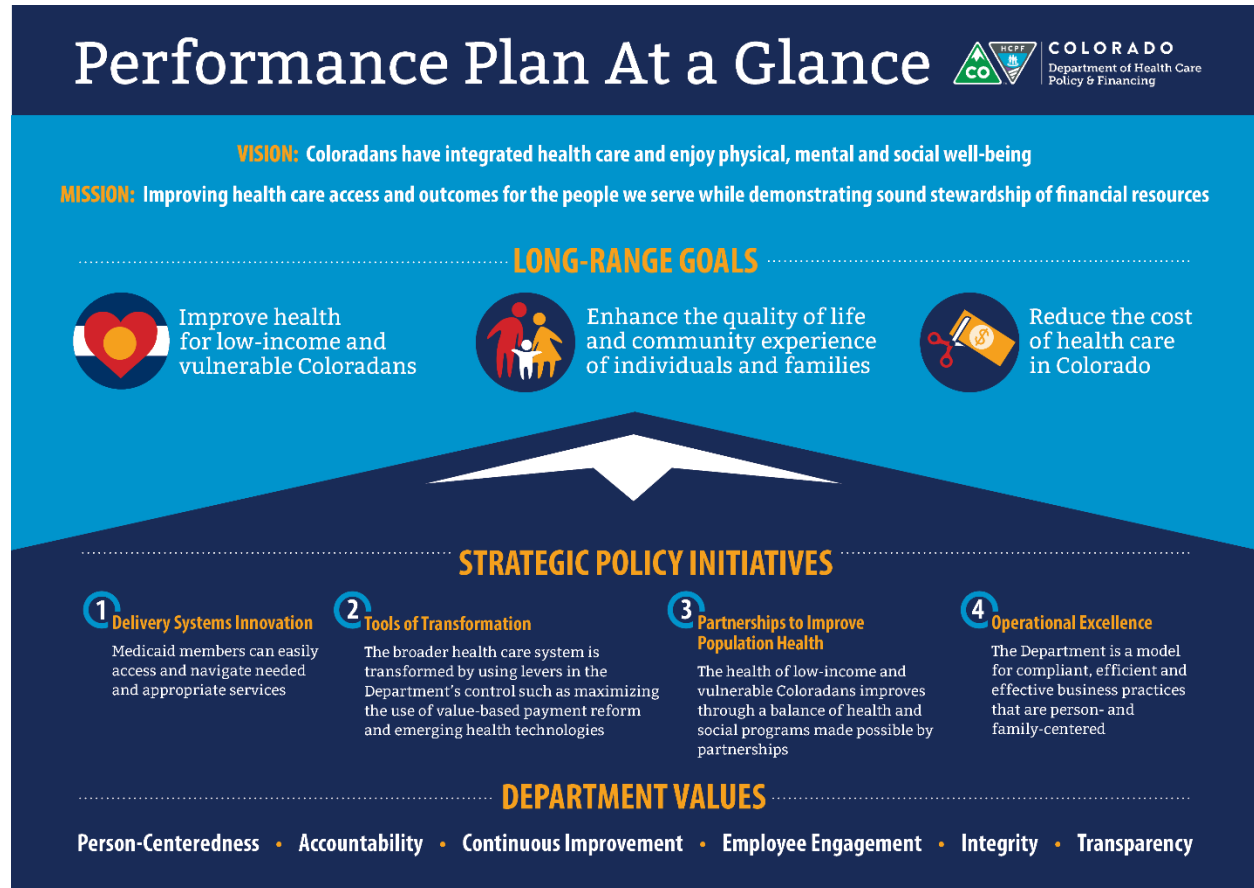 Performance Plan At a Glance
CO
HCPF
COLORADO
Department of Health Care
Policy & Financing
VISION: Coloradans have integrated health care and enjoy physical, mental and social well-being
MISSION: Improving health care access and outcomes for the people we serve while demonstrating sound stewardship of financial resources
LONG-RANGE GOALS
Improve health
for low-income and
vulnerable Coloradans
Enhance the quality of life
and community experience
of individuals and families
$
Reduce the cost
of health care
in Colorado
STRATEGIC POLICY INITIATIVES
1
Delivery Systems Innovation
Medicaid members can easily
access and navigate needed
and appropriate services
2
Tools of Transformation
The broader health care system is
transformed by using levers in the
Department's control such as maximizing
the use of value-based payment reform
and emerging health technologies
3
Partnerships to Improve
Population Health
The health of low-income and
vulnerable Coloradans improves
through a balance of health and
social programs made possible by
partnerships
4
Operational Excellence
The Department is a model
for compliant, efficient and
effective business practices
that are person- and
family-centered
DEPARTMENT VALUES
Person-Centeredness • Accountability • Continuous Improvement • Employee Engagement • Integrity • Transparency